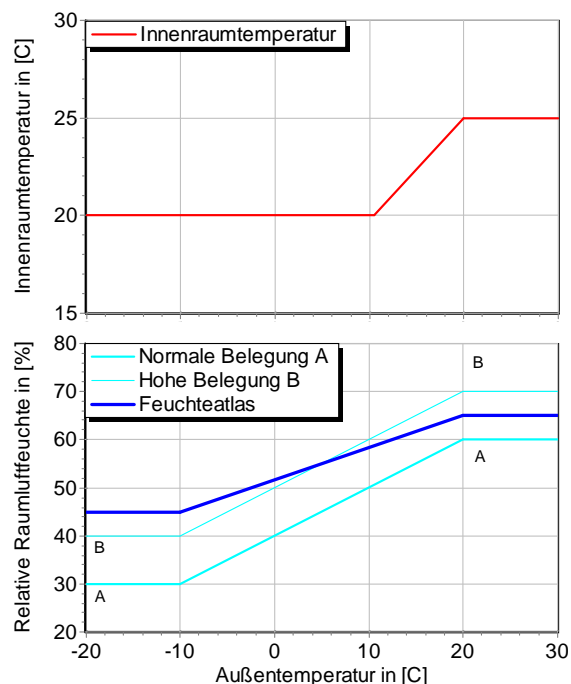 Innenraumtemperatur in [C]
30
25
20
15
Innenraumtemperatur
Relative Raumluftfeuchte in [%]
80
70
60
50
40
30
20
Normale Belegung A
Hohe Belegung B
Feuchteatlas
B
A
B
A
-20 -10 0 10 20 30
Außentemperatur in [C]